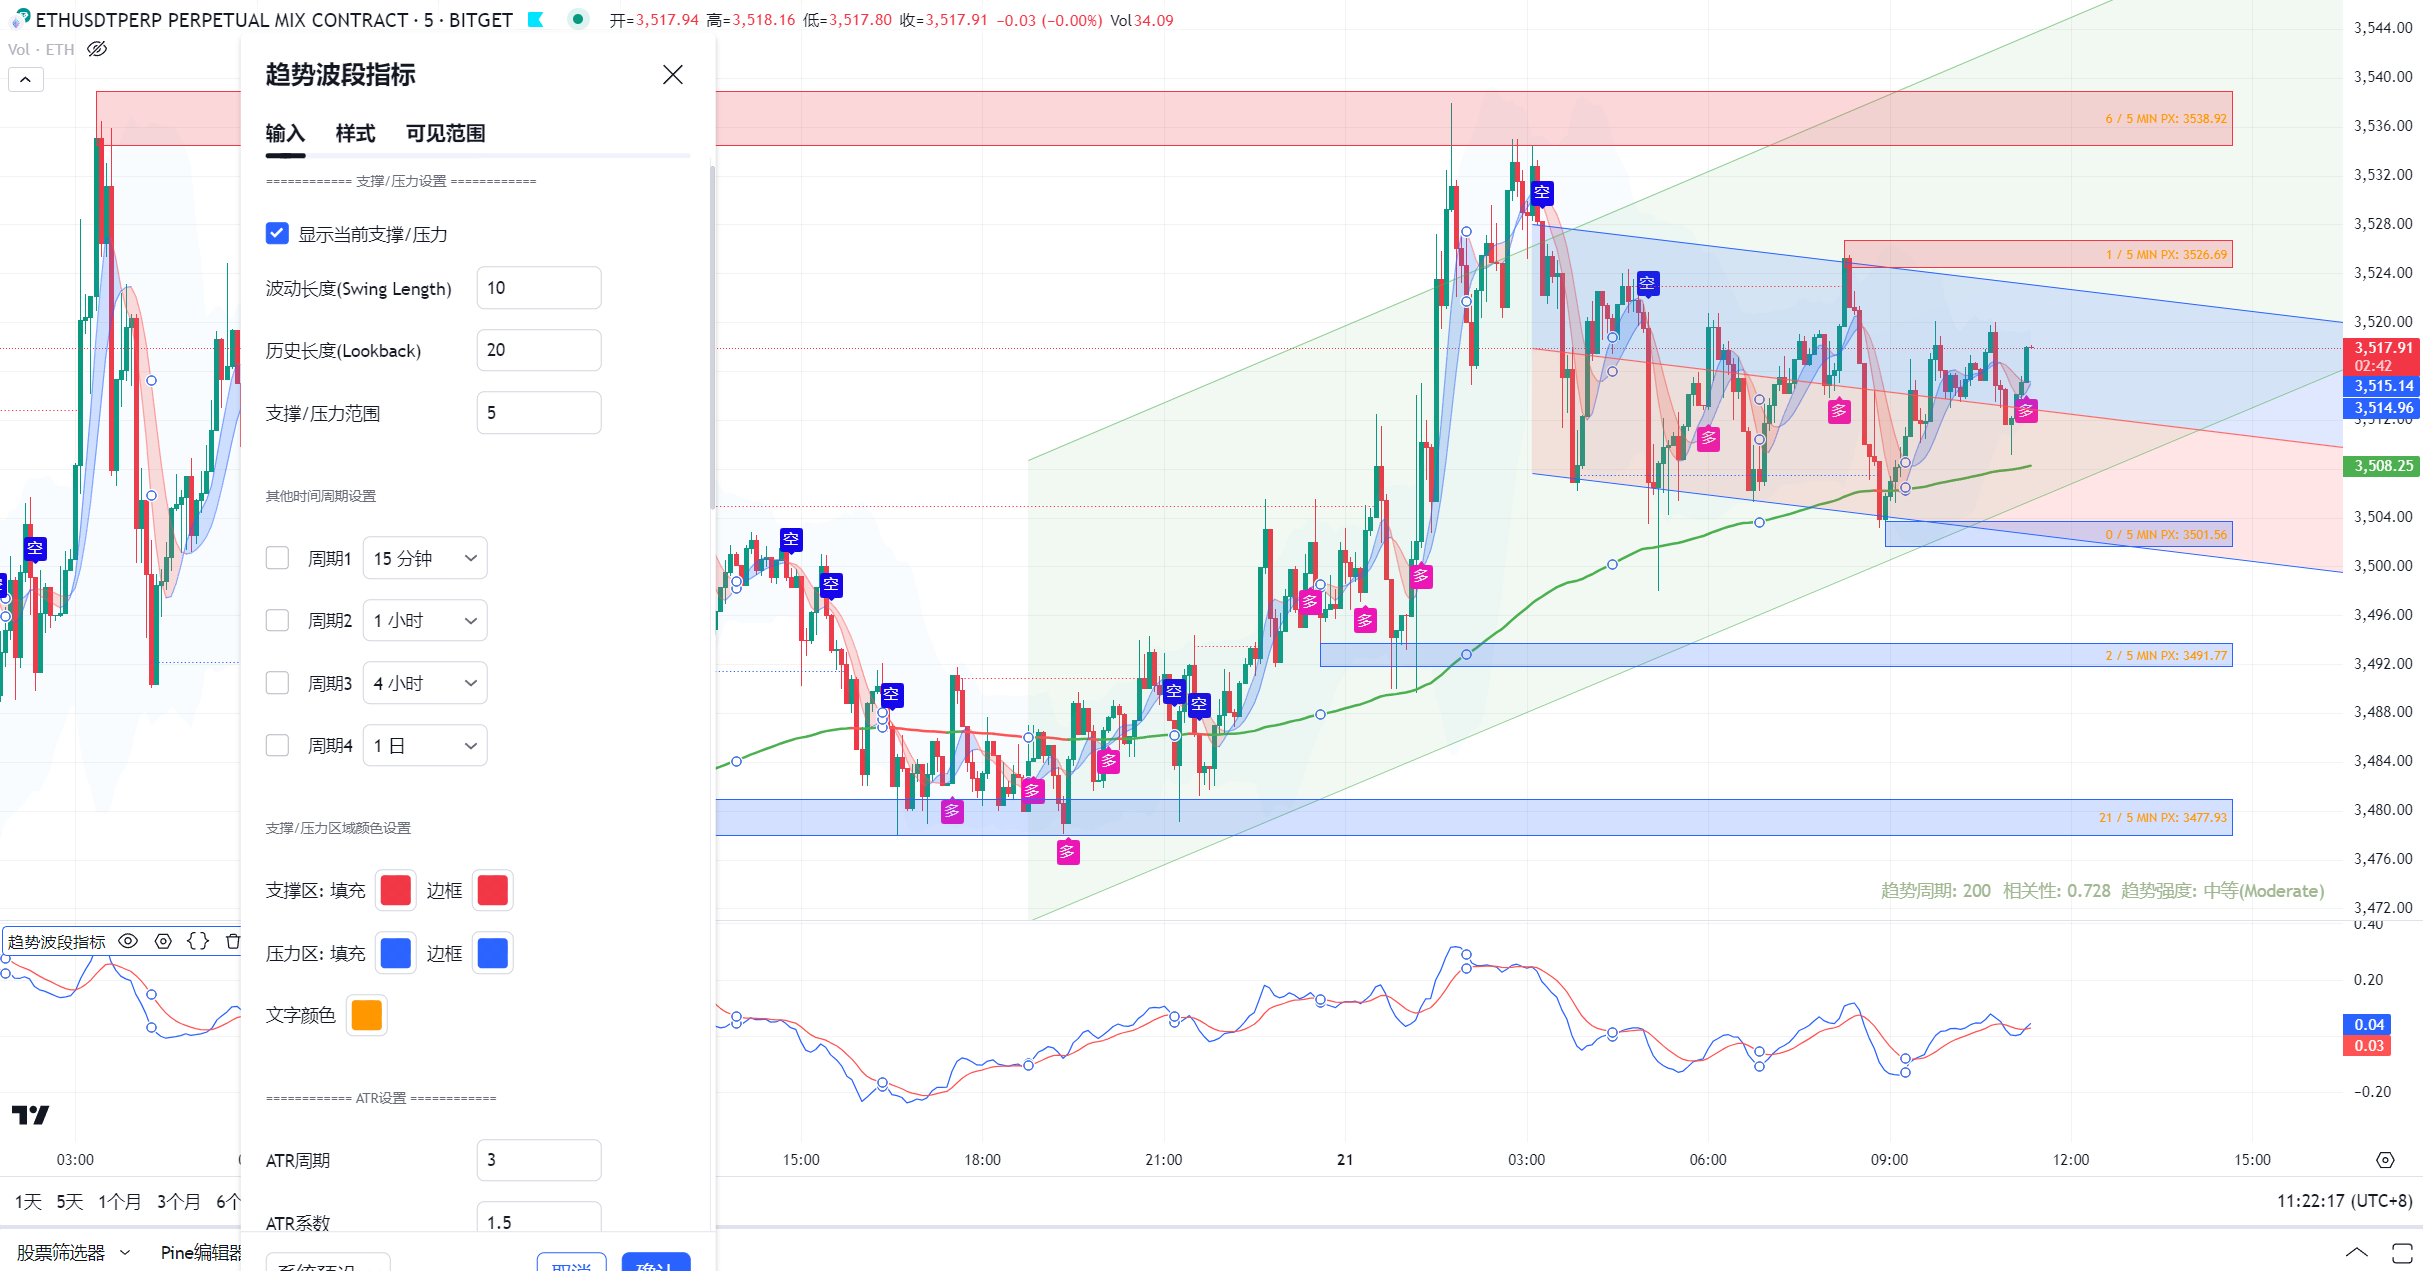 ETHUSDTPERP PERPETUAL MIX CONTRACT · 5 · BITGET 开=3,517.94 高=3,518.16 低=3,517.80 收=3,517.91 −0.03 (−0.00%) Vol34.09
Vol · ETH
趋势波段指标
输入 样式 可见范围
============ 支撑/压力设置 ============
显示当前支撑/压力
波动长度(Swing Length) 10
历史长度(Lookback) 20
支撑/压力范围 5
其他时间周期设置
周期1 15 分钟
周期2 1 小时
周期3 4 小时
周期4 1 日
支撑/压力区域颜色设置
支撑区: 填充 边框
压力区: 填充 边框
文字颜色
============ ATR设置 ============
ATR周期 3
ATR系数 1.5
取消 确认
6 / 5 MIN PX: 3538.92
1 / 5 MIN PX: 3526.69
0 / 5 MIN PX: 3501.56
2 / 5 MIN PX: 3491.77
21 / 5 MIN PX: 3477.93
空
空
空
空
空
空
空
空
多
多
多
多
多
多
多
多
多
多
趋势周期: 200 相关性: 0.728 趋势强度: 中等(Moderate)
3,544.00
3,540.00
3,536.00
3,532.00
3,528.00
3,524.00
3,520.00
3,517.91
02:42
3,515.14
3,514.96
3,512.00
3,508.25
3,504.00
3,500.00
3,496.00
3,492.00
3,488.00
3,484.00
3,480.00
3,476.00
3,472.00
0.40
0.20
0.04
0.03
−0.20
趋势波段指标 {}
03:00 15:00 18:00 21:00 21 03:00 06:00 09:00 12:00 15:00
1天 5天 1个月 3个月 6个
11:22:17 (UTC+8)
股票筛选器 Pine编辑器